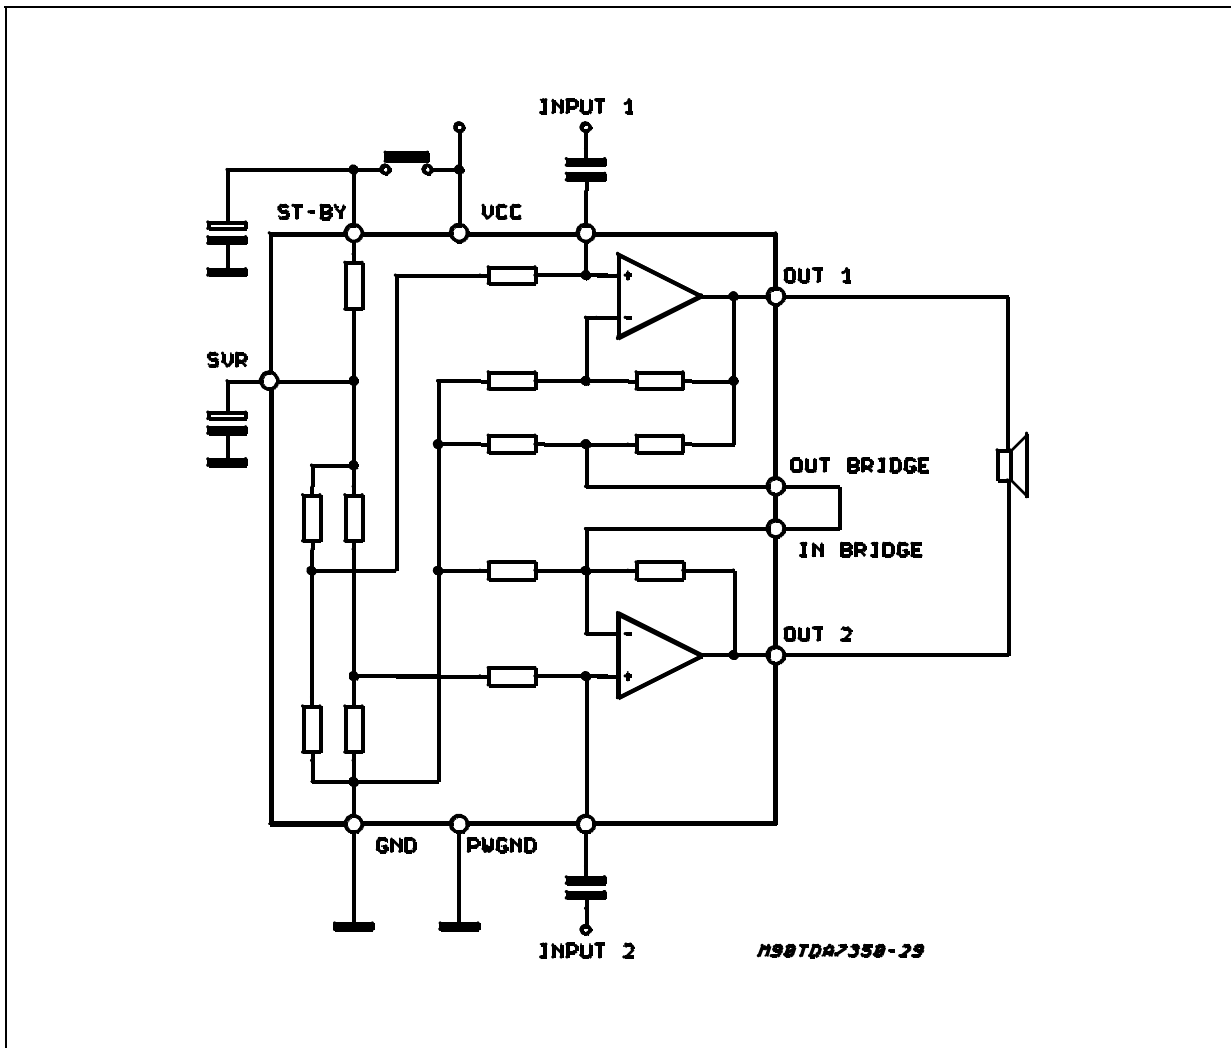 INPUT 1
ST-BY
VCC
OUT 1
+
-
SVR
OUT BRIDGE
IN BRIDGE
OUT 2
-
+
GND
PWGND
INPUT 2
M90TDA7350-29